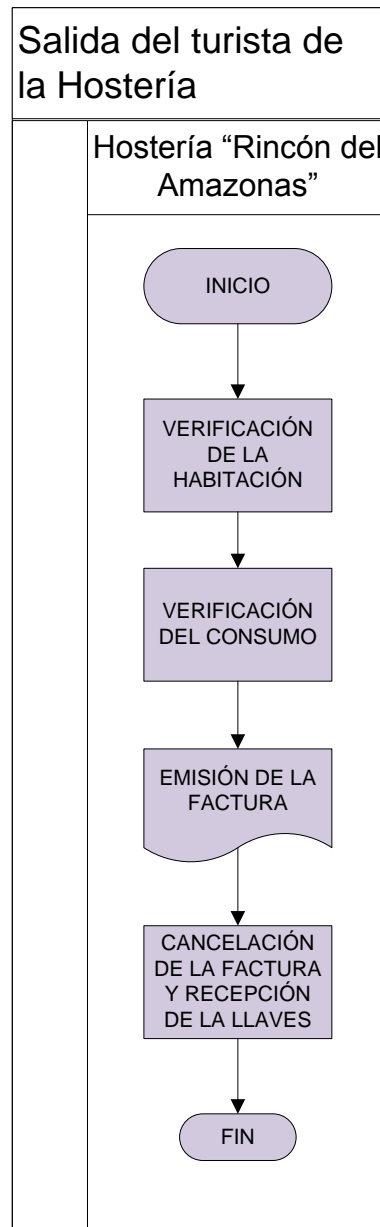 Salida del turista de
la Hostería
Hostería “Rincón del
Amazonas”
INICIO
VERIFICACIÓN
DE LA
HABITACIÓN
VERIFICACIÓN
DEL CONSUMO
EMISIÓN DE LA
FACTURA
CANCELACIÓN
DE LA FACTURA
Y RECEPCIÓN
DE LA LLAVES
FIN